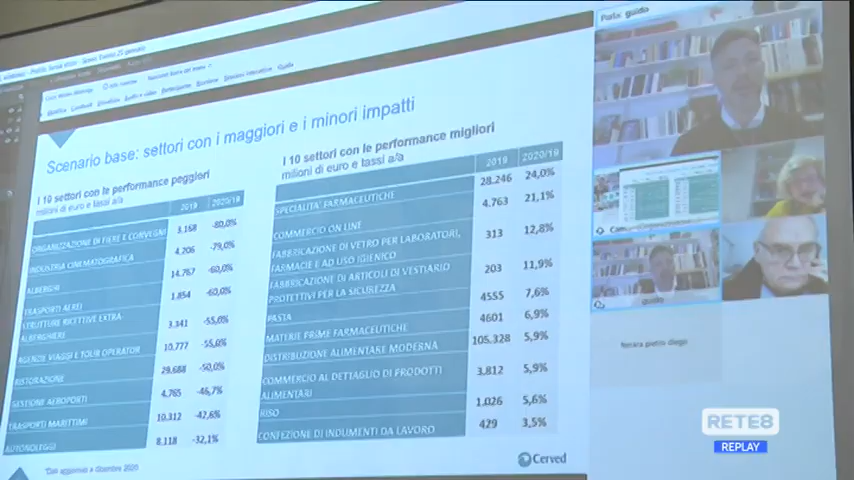 guido
Scenario base: settori con i maggiori e i minori impatti
I 10 settori con le performance peggiori
milioni di euro e tassi a/a
2019 2020/19
ORGANIZZAZIONE DI FIERE E CONVEGNI 3.168 -80,0%
INDUSTRIA CINEMATOGRAFICA 4.206 -79,0%
ALBERGHI 14.767 -60,0%
TRASPORTI AEREI 1.854 -60,0%
STRUTTURE RICETTIVE EXTRA
ALBERGHIERE 3.341 -55,0%
AGENZIE VIAGGI E TOUR OPERATOR 10.777 -55,0%
RISTORAZIONE 29.688 -50,0%
GESTIONE AEROPORTI 4.765 -46,7%
TRASPORTI MARITTIMI 10.312 -42,6%
AUTONOLEGGI 8.118 -32,1%
*Dati aggiornati a dicembre 2020
I 10 settori con le performance migliori
milioni di euro e tassi a/a
2019 2020/19
SPECIALITA' FARMACEUTICHE 28.246 24,0%
COMMERCIO ON LINE 4.763 21,1%
FABBRICAZIONE DI VETRO PER LABORATORI,
FARMACIE E AD USO IGIENICO 313 12,8%
FABBRICAZIONE DI ARTICOLI DI VESTIARIO
PROTETTIVI PER LA SICUREZZA 203 11,9%
PASTA 4555 7,6%
MATERIE PRIME FARMACEUTICHE 4601 6,9%
DISTRIBUZIONE ALIMENTARE MODERNA 105.328 5,9%
COMMERCIO AL DETTAGLIO DI PRODOTTI
ALIMENTARI 3.812 5,9%
RISO 1.026 5,6%
CONFEZIONE DI INDUMENTI DA LAVORO 429 3,5%
Cerved
guido
ferrara pietro diego
RETE8
REPLAY